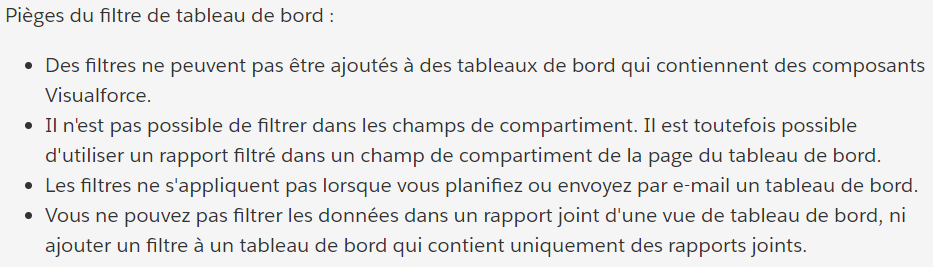 Pièges du filtre de tableau de bord :
• Des filtres ne peuvent pas être ajoutés à des tableaux de bord qui contiennent des composants
Visualforce.
• Il n'est pas possible de filtrer dans les champs de compartiment. Il est toutefois possible
d'utiliser un rapport filtré dans un champ de compartiment de la page du tableau de bord.
• Les filtres ne s'appliquent pas lorsque vous planifiez ou envoyez par e-mail un tableau de bord.
• Vous ne pouvez pas filtrer les données dans un rapport joint d'une vue de tableau de bord, ni
ajouter un filtre à un tableau de bord qui contient uniquement des rapports joints.